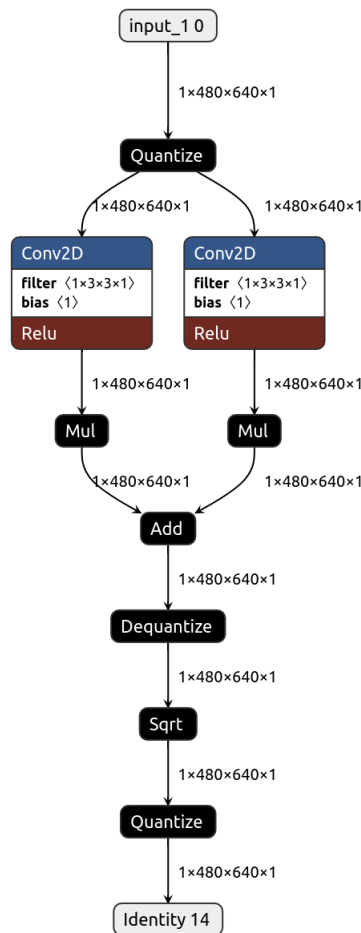 input_1 0
1×480×640×1
Quantize
1×480×640×1
1×480×640×1
Conv2D
filter 〈1×3×3×1〉
bias 〈1〉
Relu
Conv2D
filter 〈1×3×3×1〉
bias 〈1〉
Relu
1×480×640×1
1×480×640×1
Mul
Mul
1×480×640×1
1×480×640×1
Add
1×480×640×1
Dequantize
1×480×640×1
Sqrt
1×480×640×1
Quantize
1×480×640×1
Identity 14